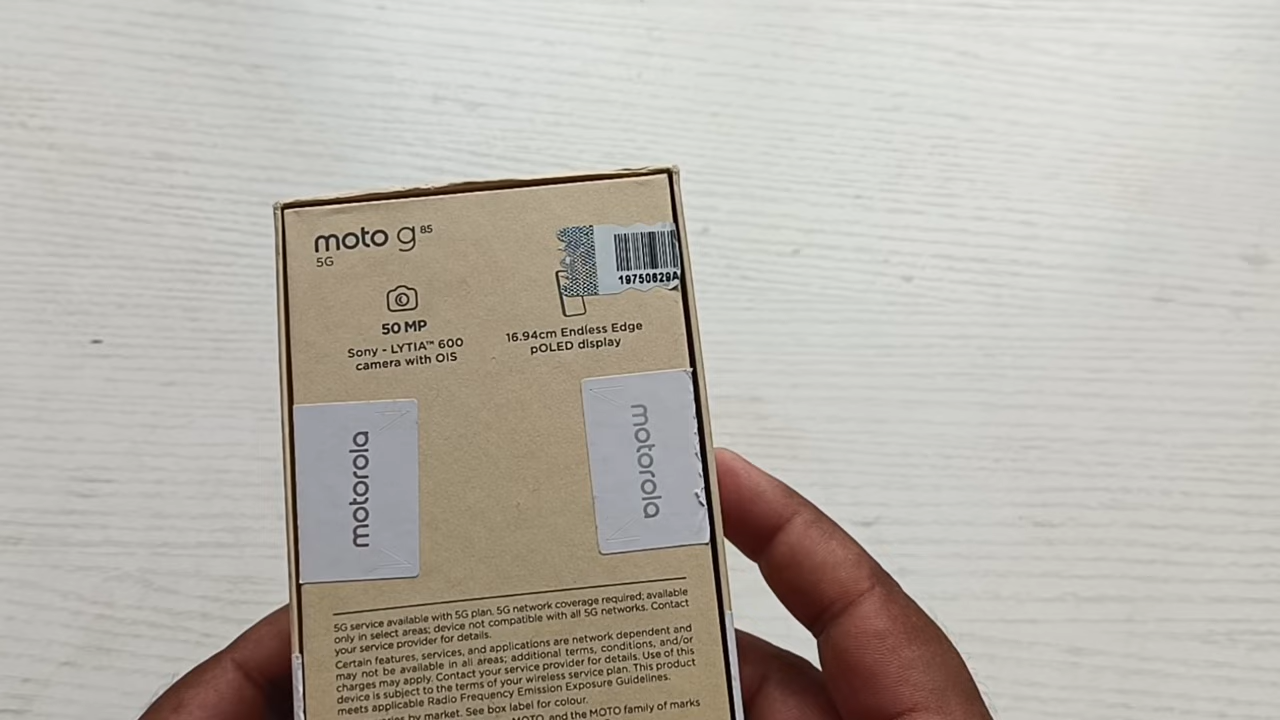 moto g85
5G
19750629A
50 MP
Sony - LYTIA™ 600
camera with OIS
16.94cm Endless Edge
pOLED display
motorola
motorola
5G service available with 5G plan. 5G network coverage required; available
only in select areas; device not compatible with all 5G networks. Contact
your service provider for details.
Certain features, services, and applications are network dependent and
may not be available in all areas; additional terms, conditions, and/or
charges may apply. Contact your service provider for details. Use of this
device is subject to the terms of your wireless service plan. This product
meets applicable Radio Frequency Emission Exposure Guidelines.
by market. See box label for colour.
MOTO, and the MOTO family of marks